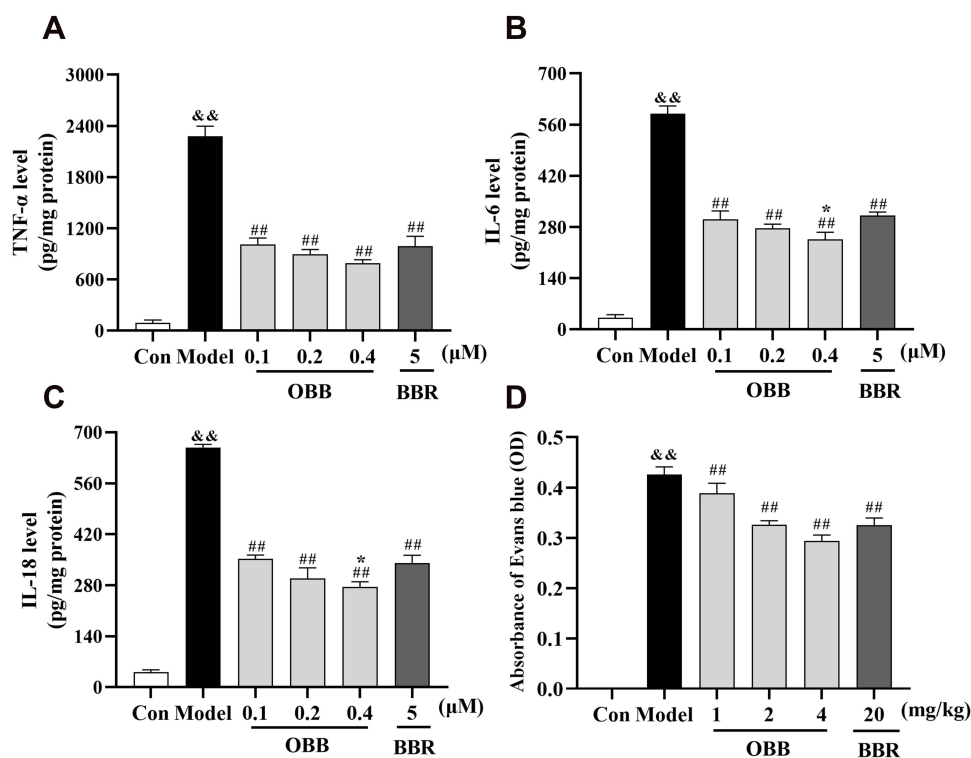 A
TNF-α level
(pg/mg protein)
3000
2400
1800
1200
600
0
&&
##
##
##
##
Con Model 0.1 0.2 0.4 5 (μM)
OBB BBR
B
IL-6 level
(pg/mg protein)
700
560
420
280
140
0
&&
##
##
*
##
##
Con Model 0.1 0.2 0.4 5 (μM)
OBB BBR
C
IL-18 level
(pg/mg protein)
700
560
420
280
140
0
&&
##
##
*
##
##
Con Model 0.1 0.2 0.4 5 (μM)
OBB BBR
D
Absorbance of Evans blue (OD)
0.5
0.4
0.3
0.2
0.1
0.0
&&
##
##
##
##
Con Model 1 2 4 20 (mg/kg)
OBB BBR